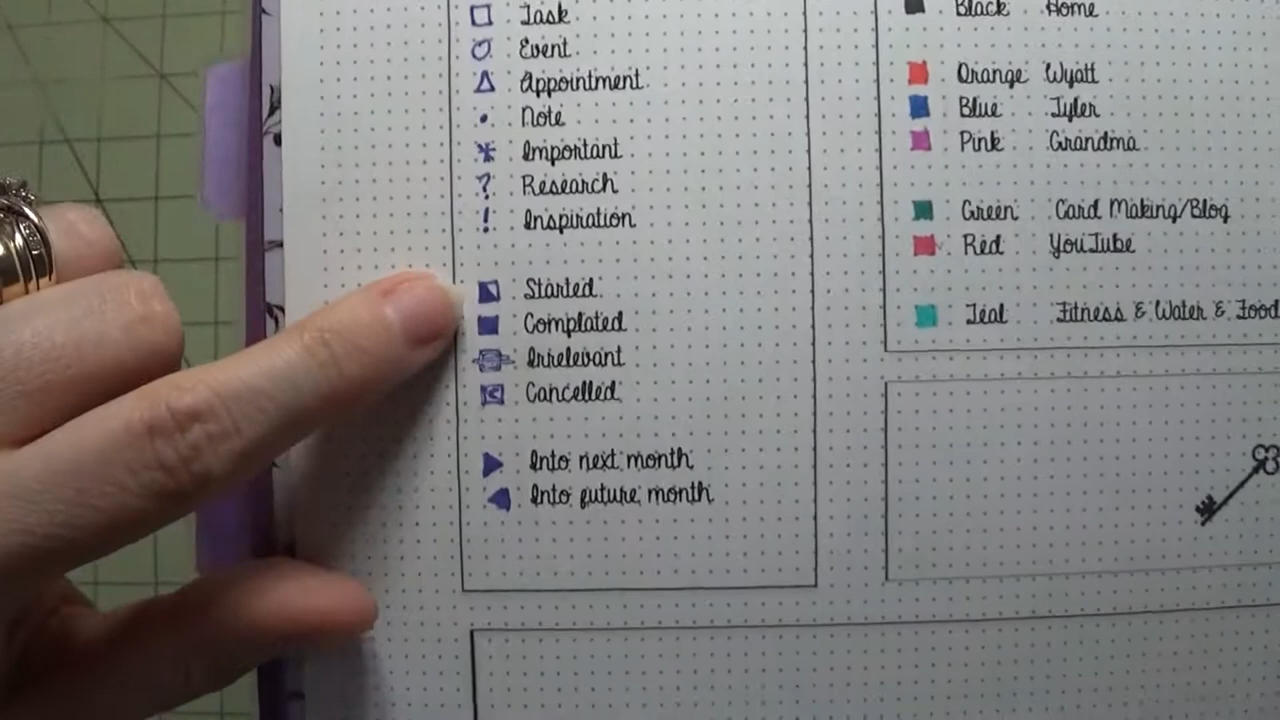 Task
Event
Appointment
Note
Important
? Research
! Inspiration
Started
Complated
Irrelevant
C Cancelled
Into next month
Into future month
Black Home
Orange Wyatt
Blue Tyler
Pink Grandma
Green Card Making/Blog
Red YouTube
Teal Fitness & Water & Food